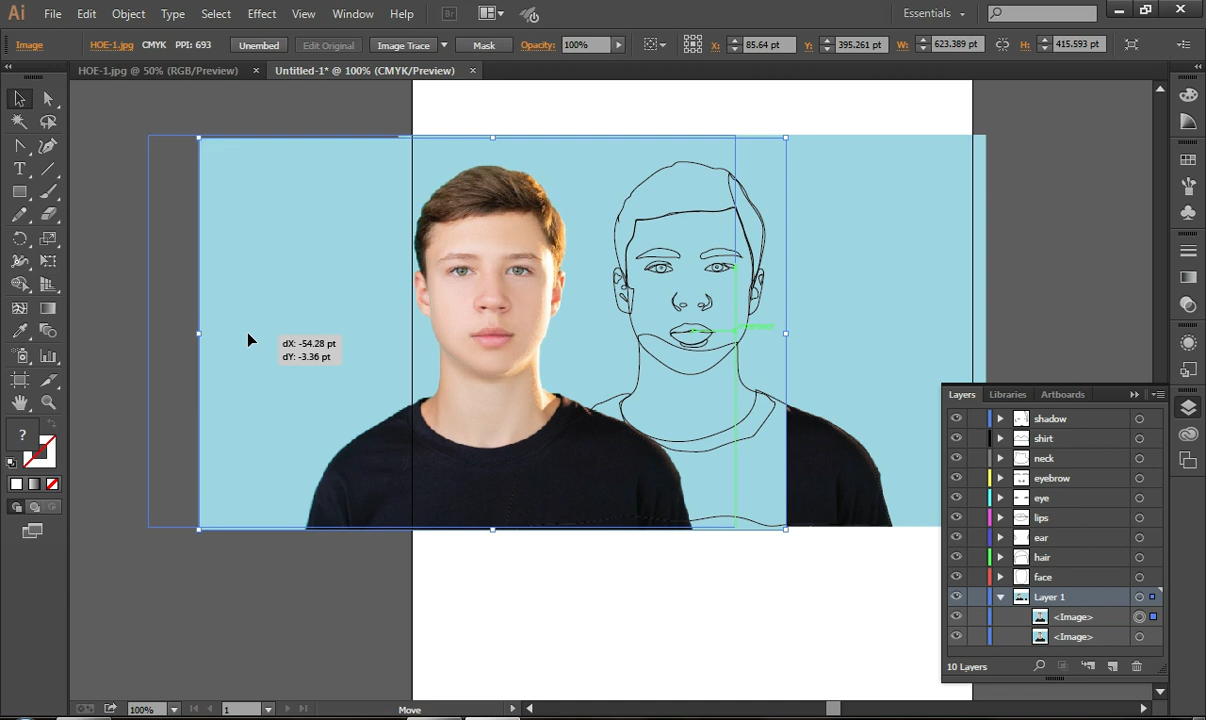 Ai File Edit Object Type Select Effect View Window Help Br Essentials
Image HOE-1.jpg CMYK PPI: 693 Unembed Edit Original Image Trace Mask Opacity: 100% X: 85.64 pt Y: 395.261 pt W: 623.389 pt H: 415.593 pt
HOE-1.jpg @ 50% (RGB/Preview) × Untitled-1* @ 100% (CMYK/Preview) ×
intersect
dX: -54.28 pt
dY: -3.36 pt
Layers Libraries Artboards
shadow
shirt
neck
eyebrow
eye
lips
ear
hair
face
Layer 1
<Image>
<Image>
10 Layers
?
100% 1 Move